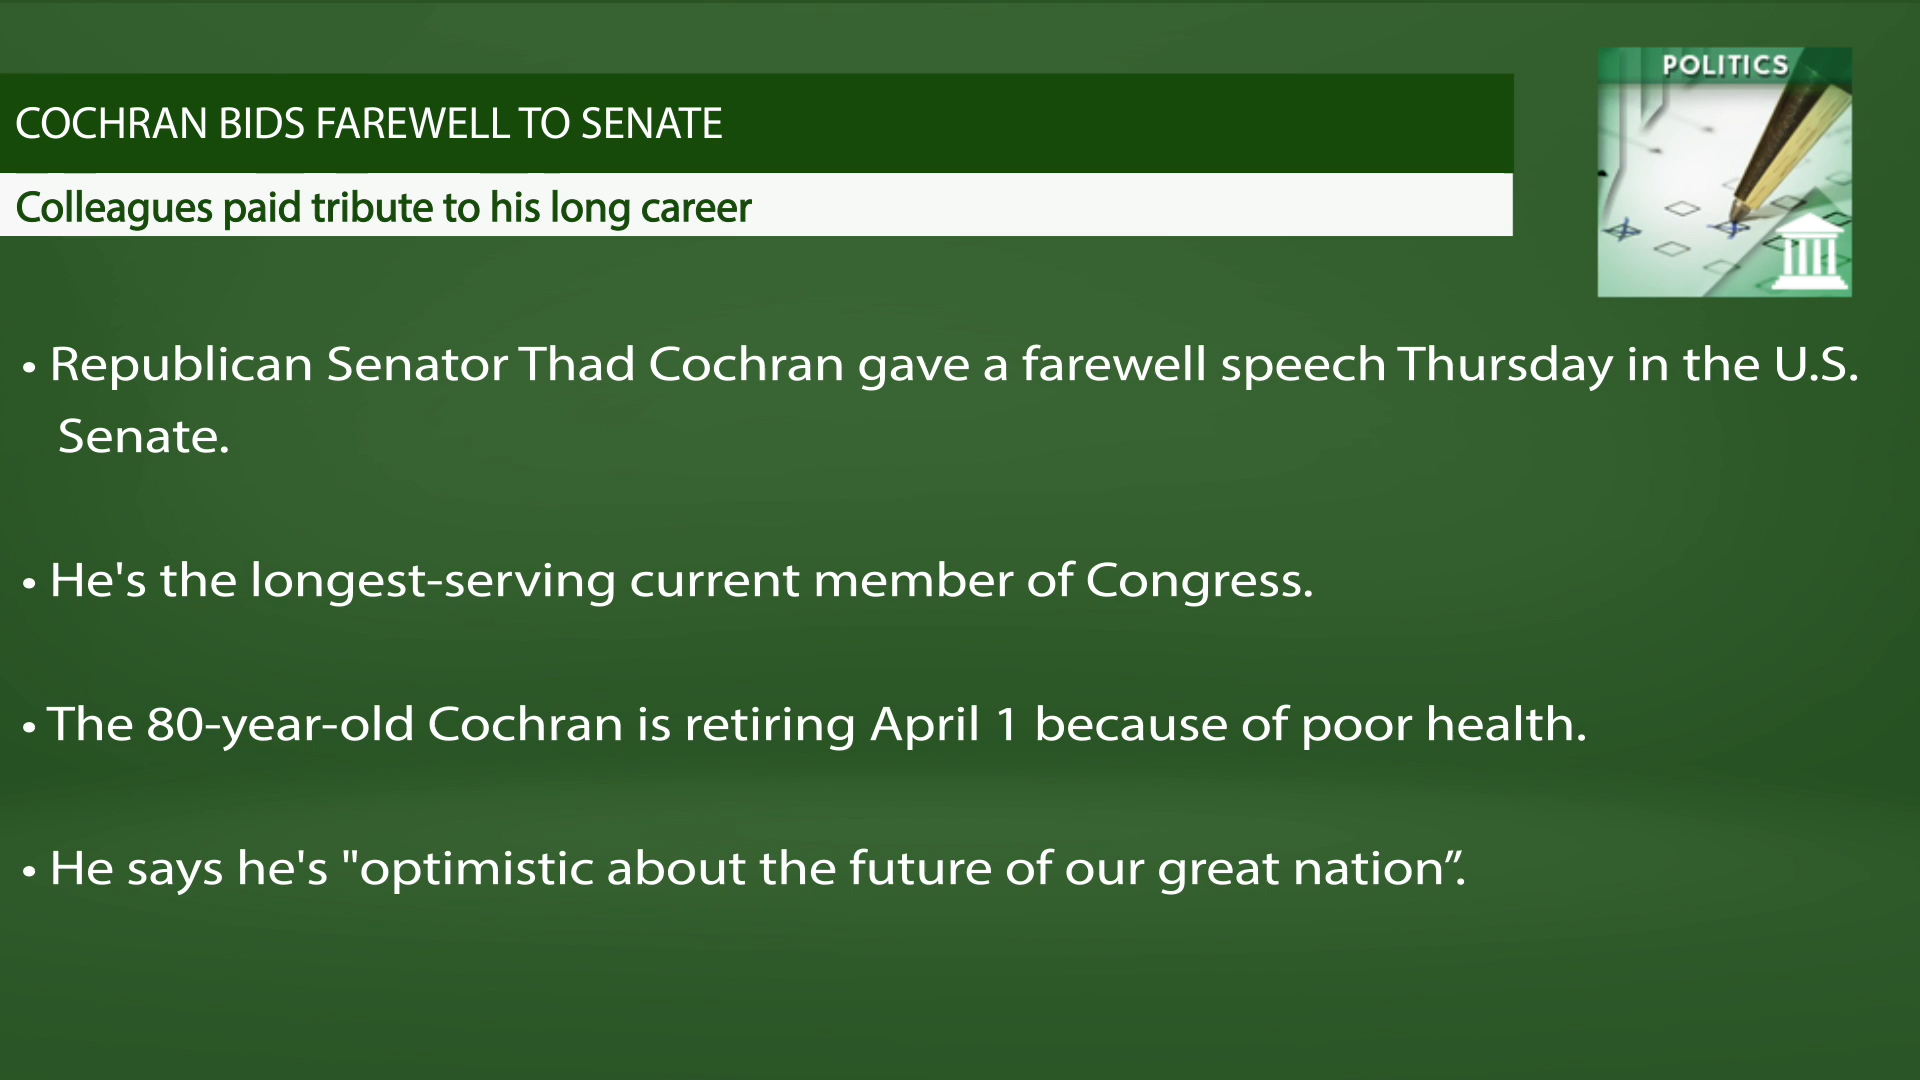 POLITICS
COCHRAN BIDS FAREWELL TO SENATE
Colleagues paid tribute to his long career
• Republican Senator Thad Cochran gave a farewell speech Thursday in the U.S.
Senate.
• He's the longest-serving current member of Congress.
• The 80-year-old Cochran is retiring April 1 because of poor health.
• He says he's "optimistic about the future of our great nation”.